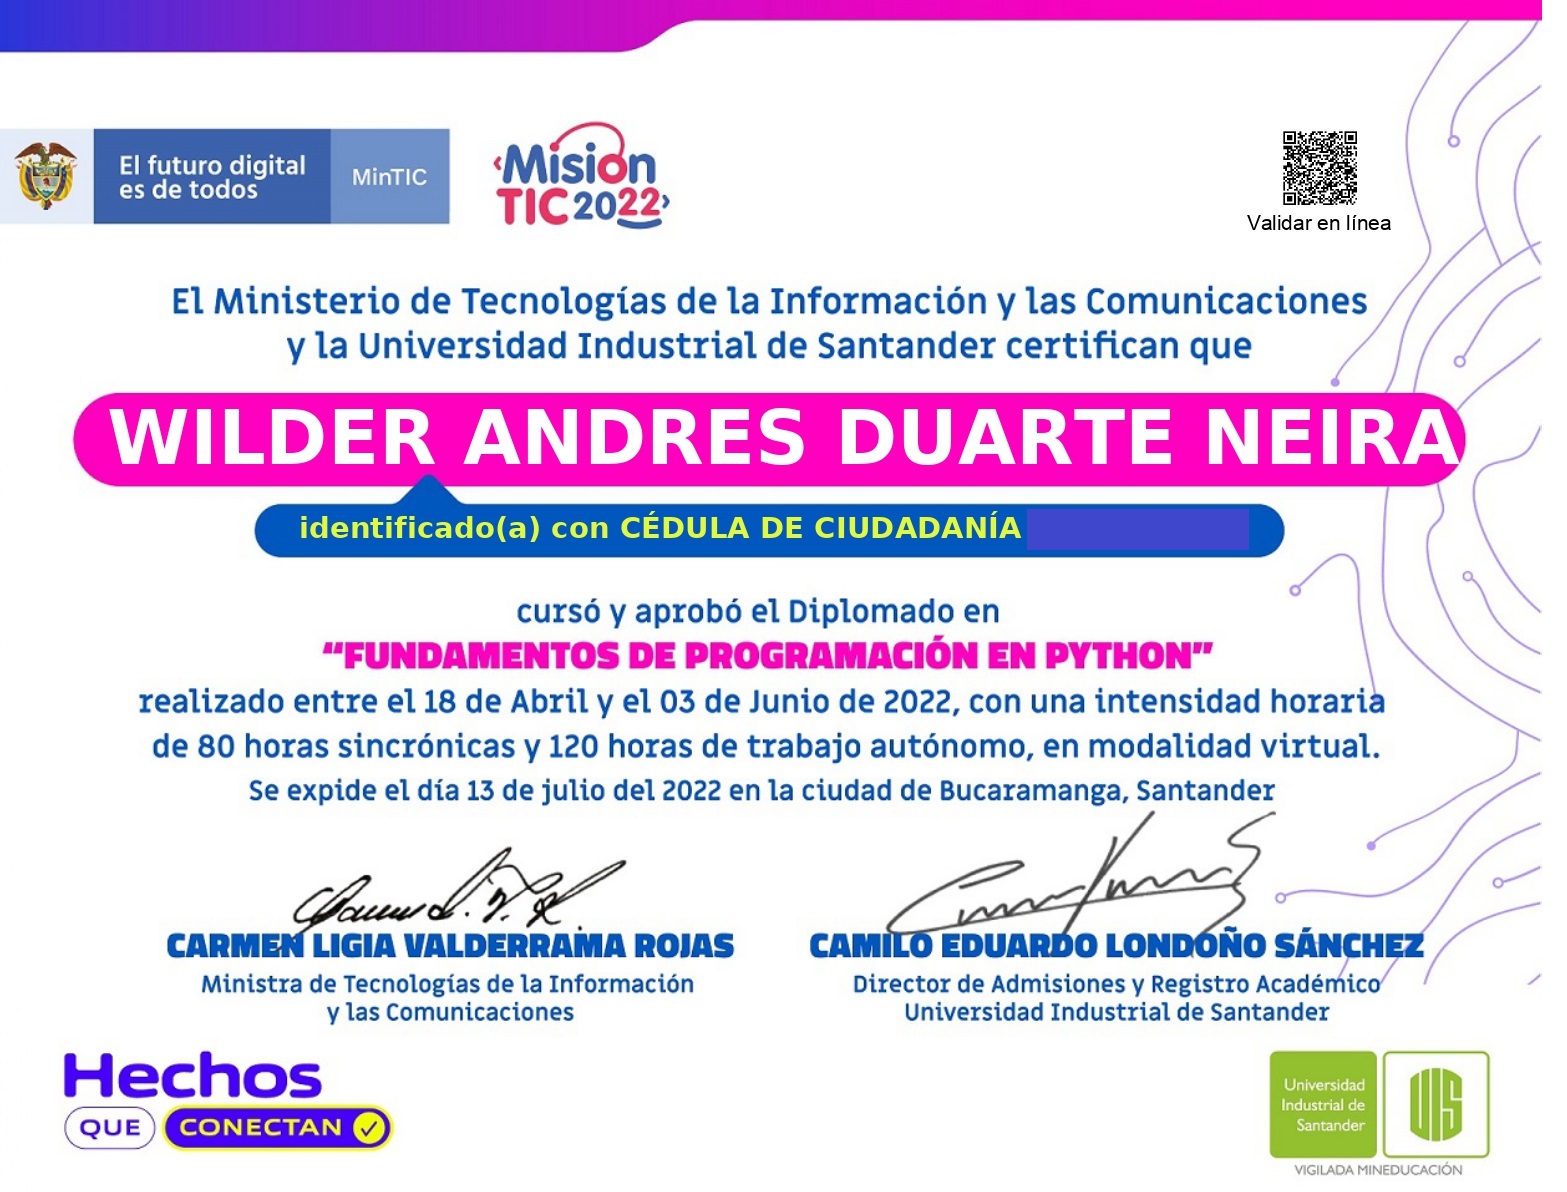 El futuro digital
es de todos
MinTIC
Misión
TIC 2022
Validar en línea
El Ministerio de Tecnologías de la Información y las Comunicaciones
y la Universidad Industrial de Santander certifican que
WILDER ANDRES DUARTE NEIRA
identificado(a) con CÉDULA DE CIUDADANÍA
cursó y aprobó el Diplomado en
“FUNDAMENTOS DE PROGRAMACIÓN EN PYTHON”
realizado entre el 18 de Abril y el 03 de Junio de 2022, con una intensidad horaria
de 80 horas sincrónicas y 120 horas de trabajo autónomo, en modalidad virtual.
Se expide el día 13 de julio del 2022 en la ciudad de Bucaramanga, Santander
CARMEN LIGIA VALDERRAMA ROJAS
Ministra de Tecnologías de la Información
y las Comunicaciones
CAMILO EDUARDO LONDOÑO SÁNCHEZ
Director de Admisiones y Registro Académico
Universidad Industrial de Santander
Hechos
QUE CONECTAN
Universidad
Industrial de
Santander
UIS
VIGILADA MINEDUCACIÓN